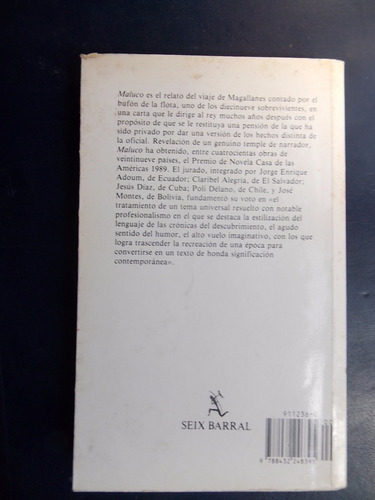 Maluco es el relato del viaje de Magallanes contado por el
bufón de la flota, uno de los diecinueve sobrevivientes, en
una carta que le dirige al rey muchos años después con el
propósito de que se le restituya una pensión de la que ha
sido privado por dar una versión de los hechos distinta de
la oficial. Revelación de un genuino temple de narrador,
Maluco ha obtenido, entre cuatrocientas obras de
veintinueve países, el Premio de Novela Casa de las
Américas 1989. El jurado, integrado por Jorge Enrique
Adoum, de Ecuador; Claribel Alegría, de El Salvador;
Jesús Díaz, de Cuba; Poli Délano, de Chile, y José
Montes, de Bolivia, fundamentó su voto en «el
tratamiento de un tema universal resuelto con notable
profesionalismo en el que se destaca la estilización del
lenguaje de las crónicas del descubrimiento, el agudo
sentido del humor, el alto vuelo imaginativo, con los que
logra trascender la recreación de una época para
convertirse en un texto de honda significación
contemporánea».
SEIX BARRAL
911236-